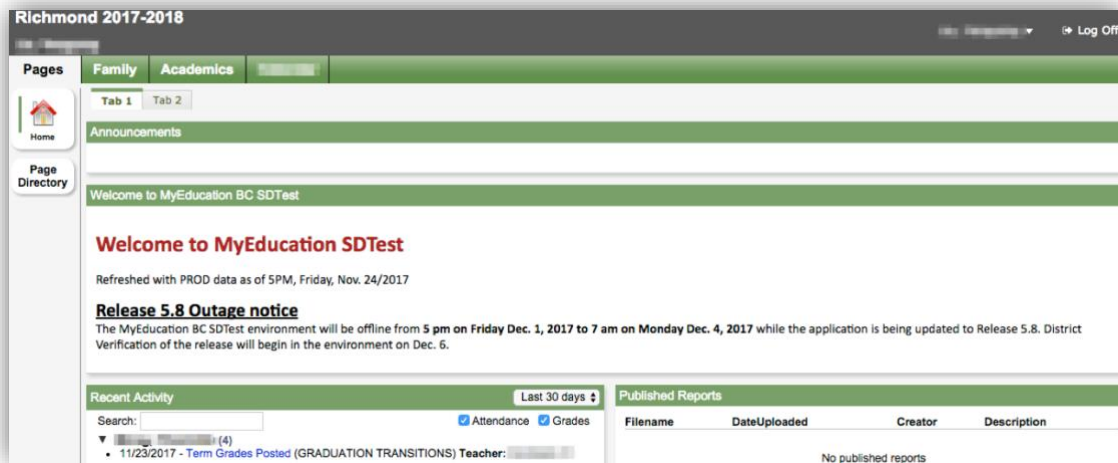 Richmond 2017-2018
Log Off
Pages
Family
Academics
Tab 1
Tab 2
Home
Page
Directory
Announcements
Welcome to MyEducation BC SDTest
Welcome to MyEducation SDTest
Refreshed with PROD data as of 5PM, Friday, Nov. 24/2017
Release 5.8 Outage notice
The MyEducation BC SDTest environment will be offline from 5 pm on Friday Dec. 1, 2017 to 7 am on Monday Dec. 4, 2017 while the application is being updated to Release 5.8. District
Verification of the release will begin in the environment on Dec. 6.
Recent Activity
Last 30 days
Search:
Attendance
Grades
(4)
11/23/2017 - Term Grades Posted (GRADUATION TRANSITIONS) Teacher:
Published Reports
Filename
DateUploaded
Creator
Description
No published reports